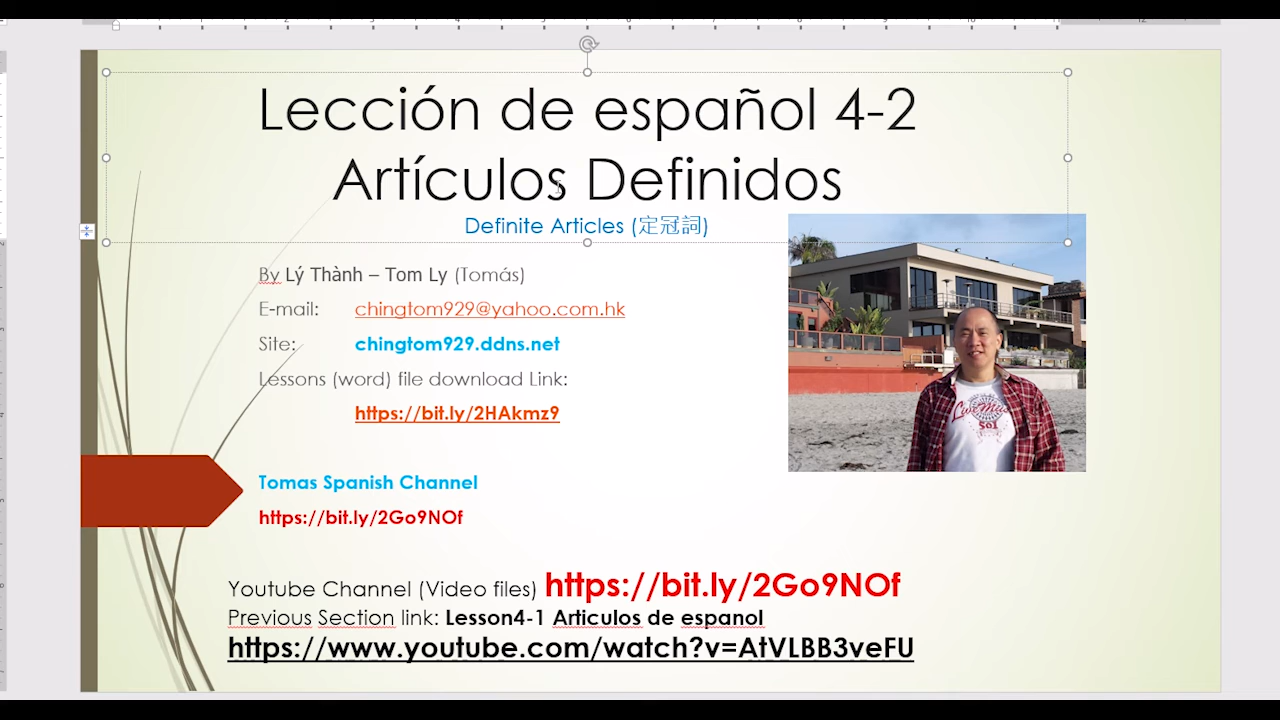 Lección de español 4-2
Artículos Definidos
Definite Articles (定冠詞)
By Lý Thành – Tom Ly (Tomás)
E-mail: chingtom929@yahoo.com.hk
Site: chingtom929.ddns.net
Lessons (word) file download Link:
https://bit.ly/2HAkmz9
Tomas Spanish Channel
https://bit.ly/2Go9NOf
Youtube Channel (Video files) https://bit.ly/2Go9NOf
Previous Section link: Lesson4-1 Articulos de espanol
https://www.youtube.com/watch?v=AtVLBB3veFU